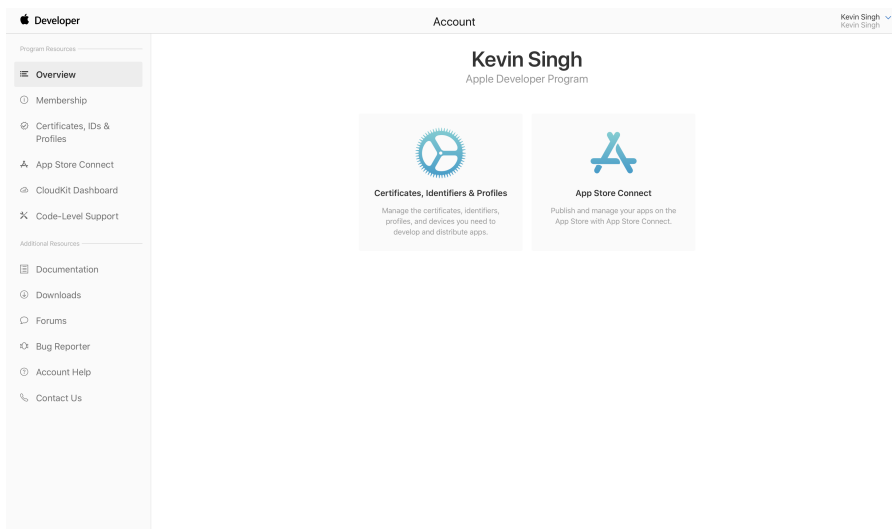 Developer
Account
Kevin Singh
Kevin Singh
Program Resources
Overview
Membership
Certificates, IDs &
Profiles
App Store Connect
CloudKit Dashboard
Code-Level Support
Additional Resources
Documentation
Downloads
Forums
Bug Reporter
Account Help
Contact Us
Kevin Singh
Apple Developer Program
Certificates, Identifiers & Profiles
Manage the certificates, identifiers,
profiles, and devices you need to
develop and distribute apps.
App Store Connect
Publish and manage your apps on the
App Store with App Store Connect.